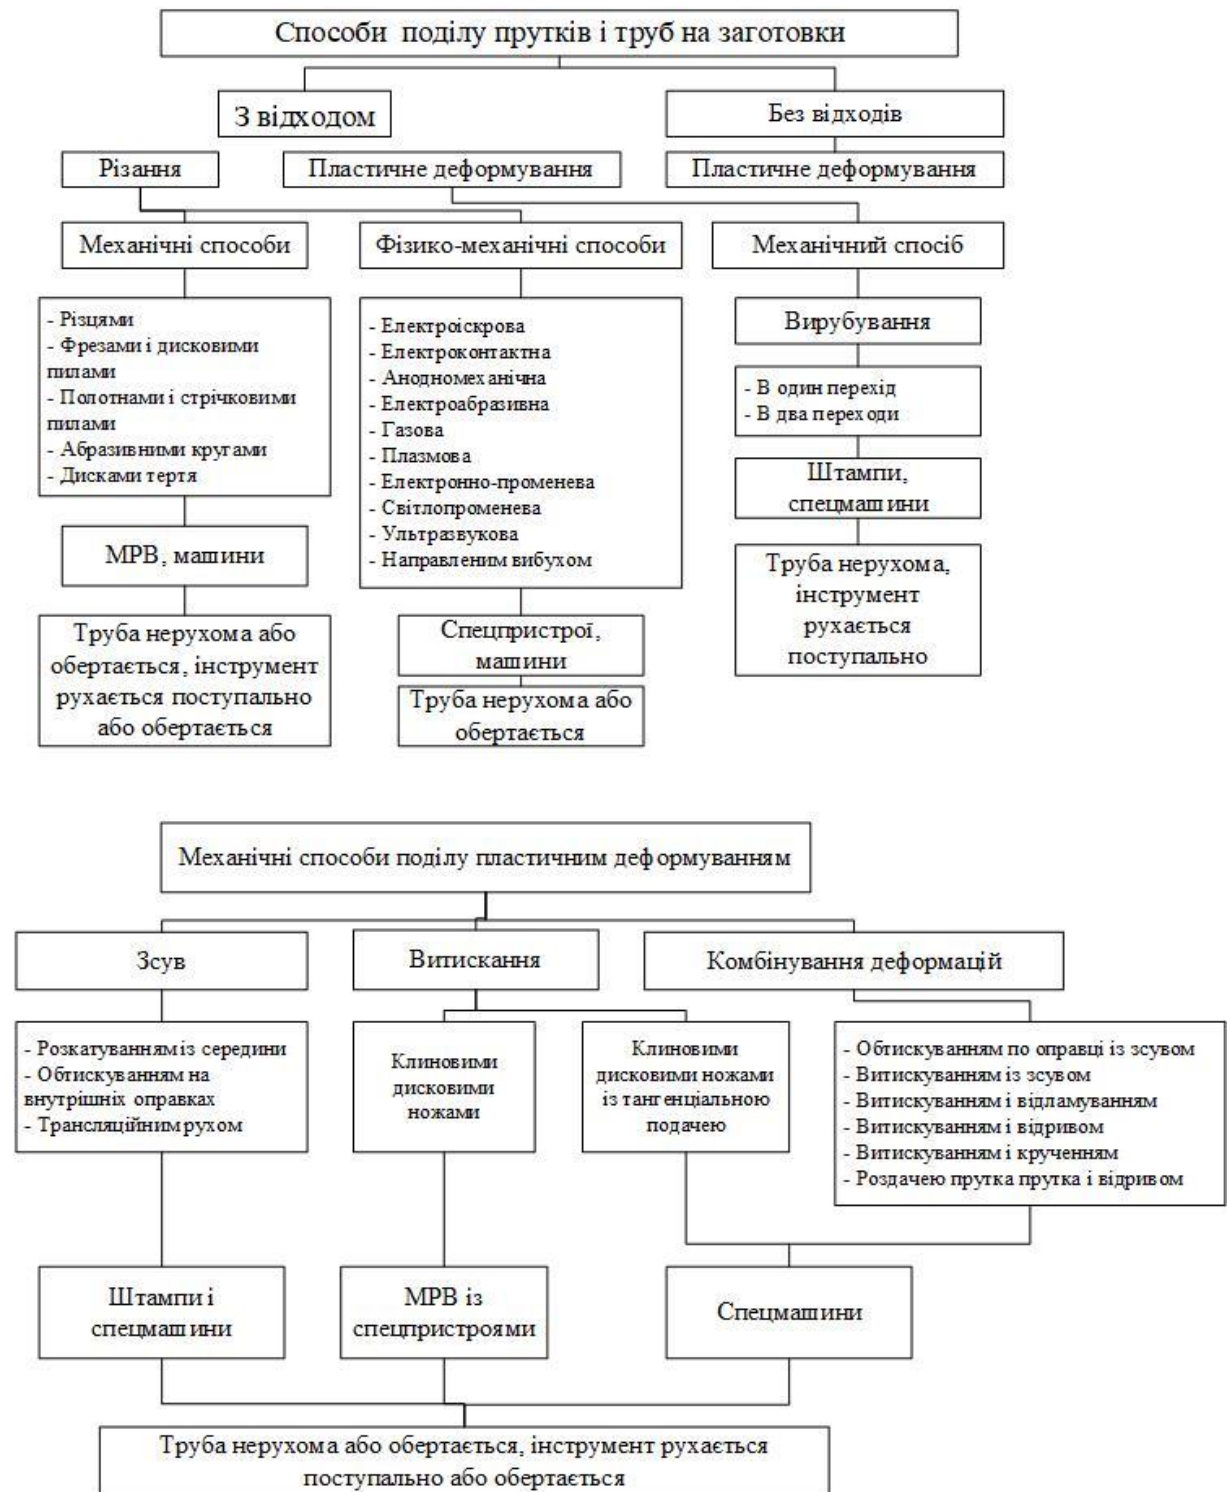 Способи поділу прутків і труб на заготовки
З відходом
Без відходів
Різання
Пластичне деформування
Пластичне деформування
Механічні способи
Фізико-механічні способи
Механічний спосіб
- Різцями
- Фрезами і дисковими
пилами
- Полотнами і стрічковими
пилами
- Абразивними кругами
- Дисками тертя
- Електроіскрова
- Електроконтактна
- Анодномеханічна
- Електроабразивна
- Газова
- Плазмова
- Електронно-променева
- Світлопроменева
- Ультразвукова
- Направленим вибухом
Вирубування
- В один перехід
- В два переходи
Штампи,
спецмашини
МРВ, машини
Труба нерухома,
інструмент
рухається
поступально
Труба нерухома або
обертається, інструмент
рухається поступально
або обертається
Спецпристрої,
машини
Труба нерухома або
обертається
Механічні способи поділу пластичним деформуванням
Зсув
Витискання
Комбінування деформацій
- Розкатуванням із середини
- Обтискуванням на
внутрішніх оправках
- Трансляційним рухом
Клиновими
дисковими
ножами
Клиновими
дисковими ножами
із тангенціальною
подачею
- Обтискуванням по оправці із зсувом
- Витискуванням із зсувом
- Витискуванням і відламуванням
- Витискуванням і відривом
- Витискуванням і крученням
- Роздачею прутка прутка і відривом
Штампи і
спецмашини
МРВ із
спецпристроями
Спецмашини
Труба нерухома або обертається, інструмент рухається
поступально або обертається